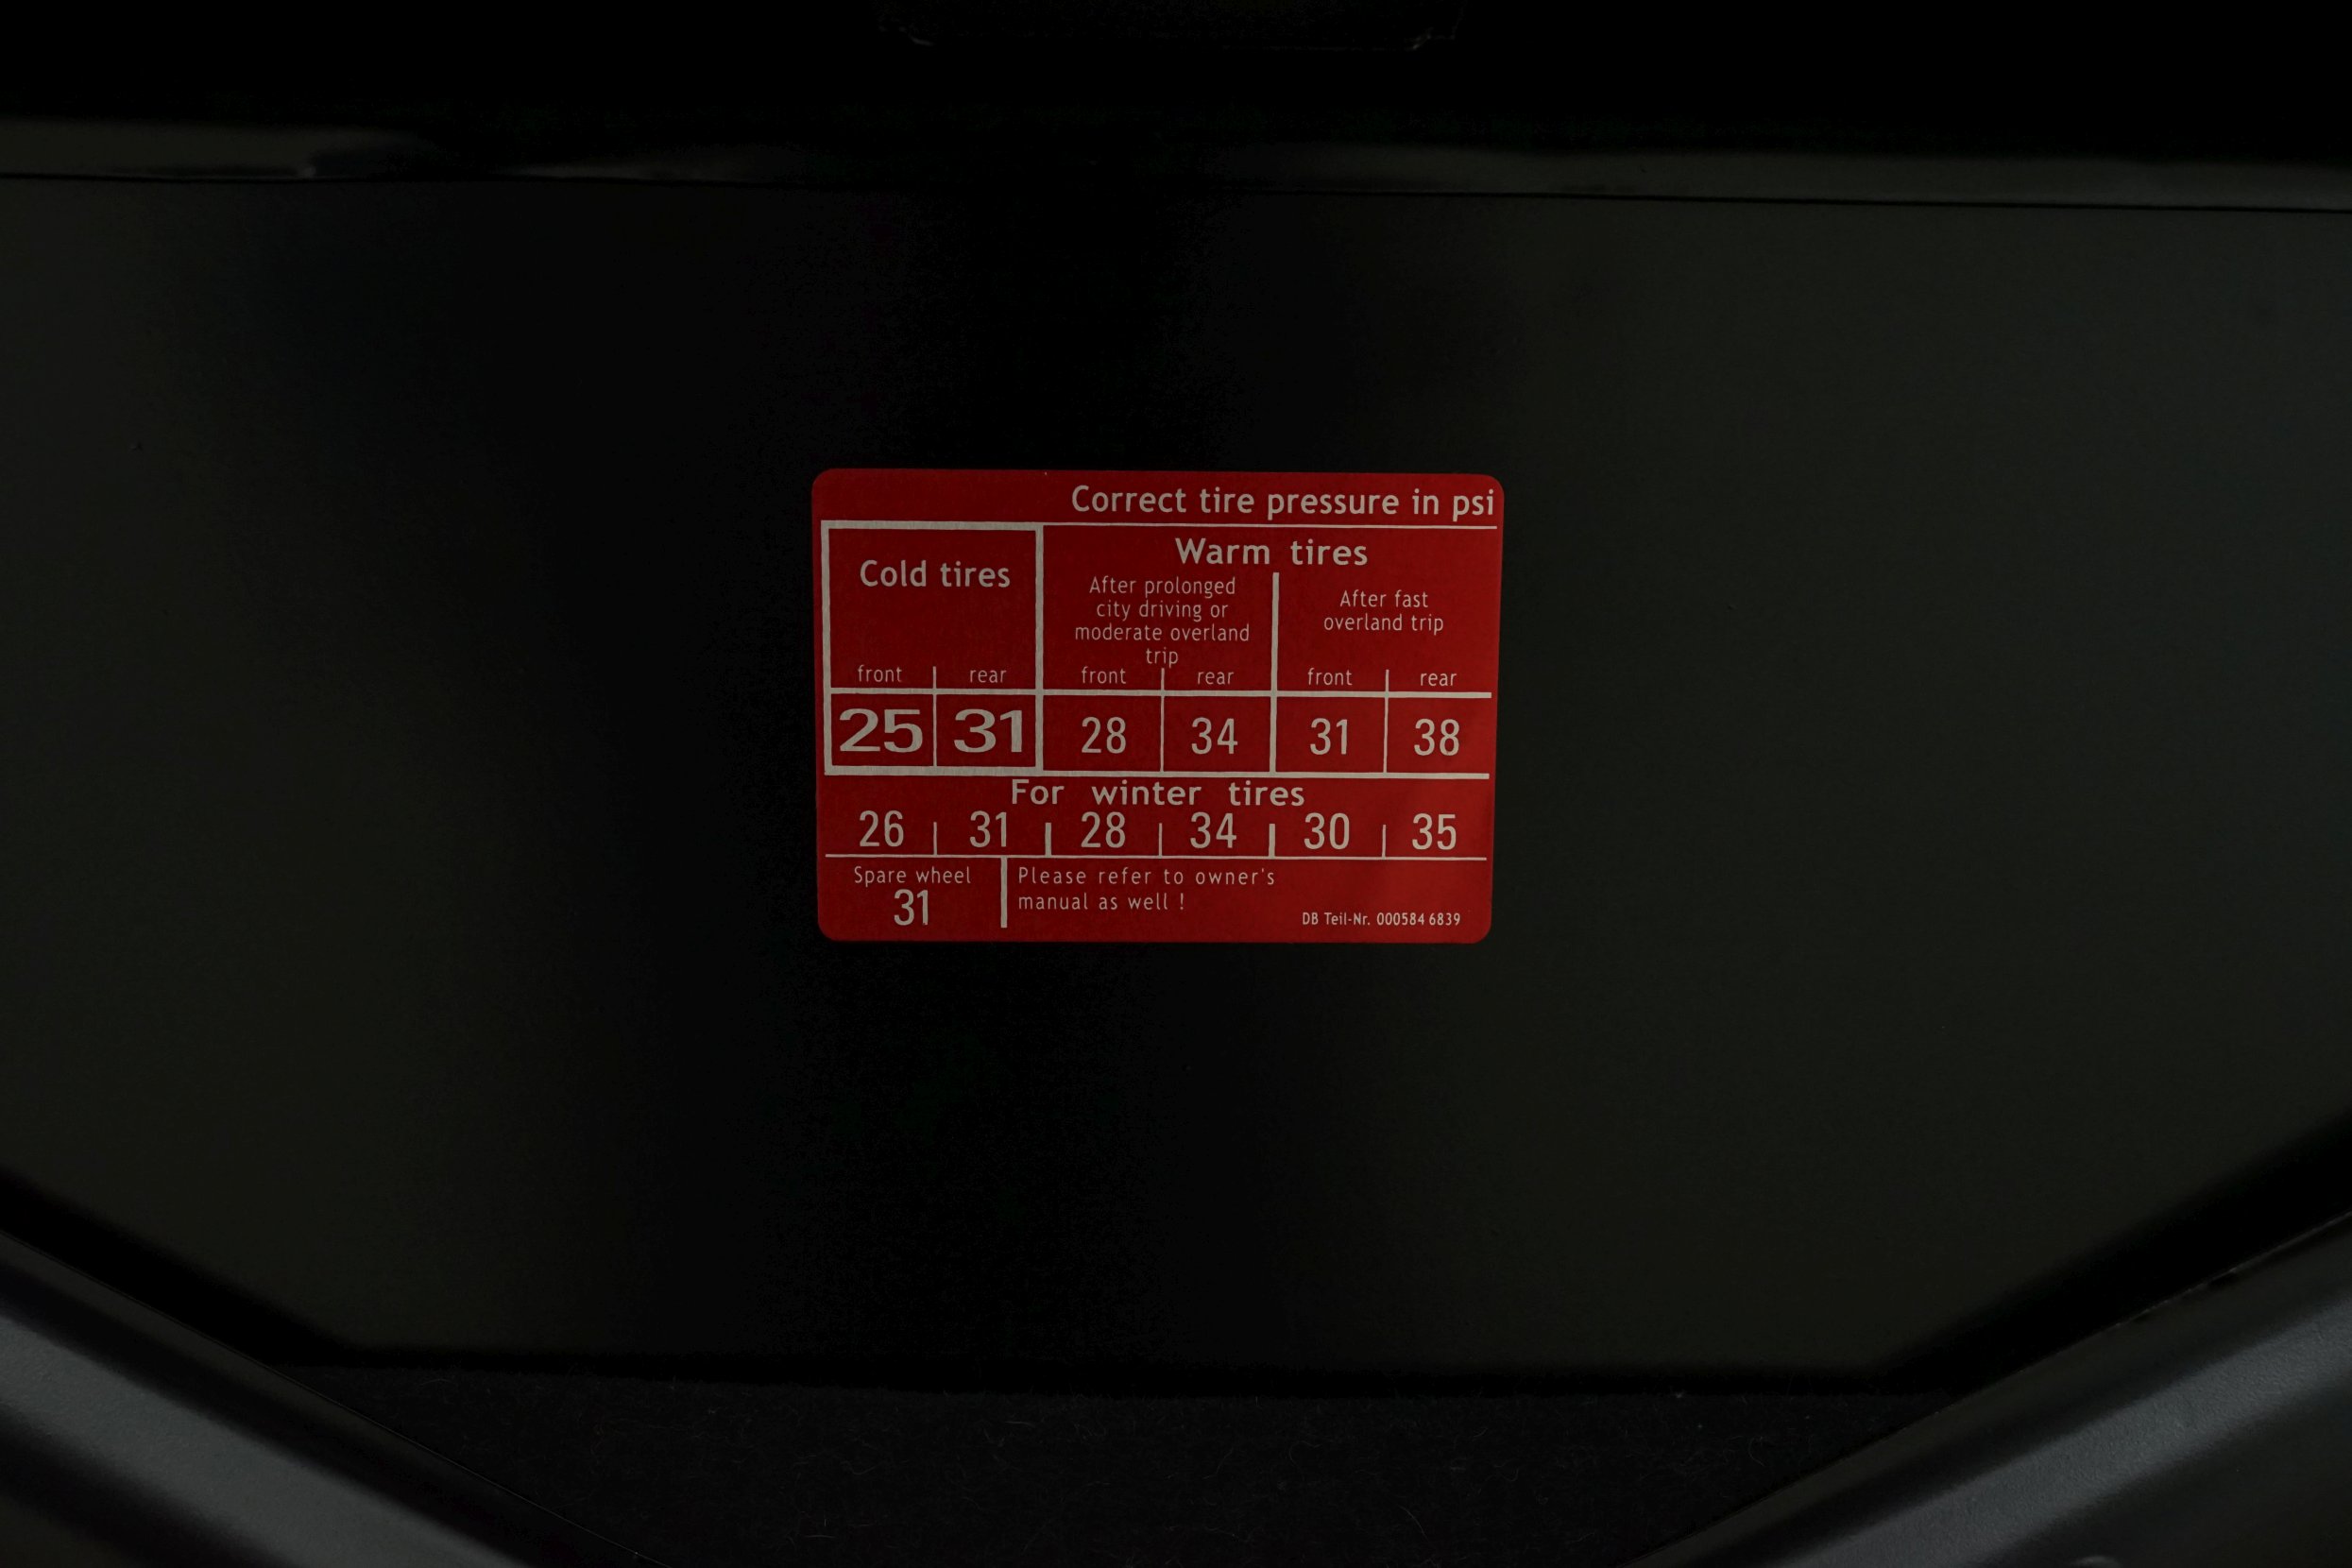 Correct tire pressure in psi
Cold tires
Warm tires
After prolonged
city driving or
moderate overland
trip
After fast
overland trip
front rear front rear front rear
25 31 28 34 31 38
For winter tires
26 31 28 34 30 35
Spare wheel
31
Please refer to owner's
manual as well !
DB Teil-Nr. 000584 6839